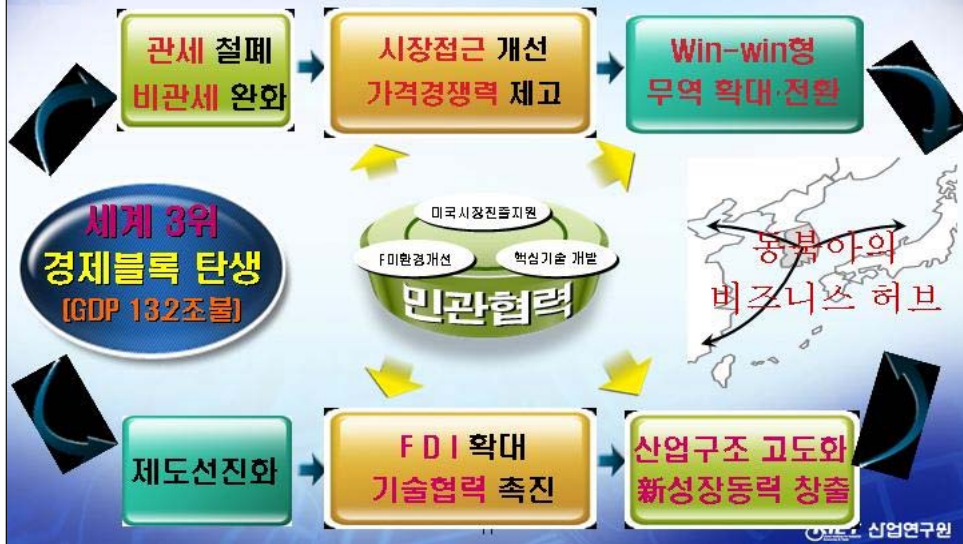 관세 철폐
비관세 완화
시장접근 개선
가격경쟁력 제고
Win-win형
무역 확대·전환
세계 3위
경제블록 탄생
(GDP 13.2조불)
미국시장진출지원
FDI환경개선
핵심기술 개발
민관협력
동북아의
비즈니스 허브
제도선진화
FDI 확대
기술협력 촉진
산업구조 고도화
新성장동력 창출
KIET 산업연구원